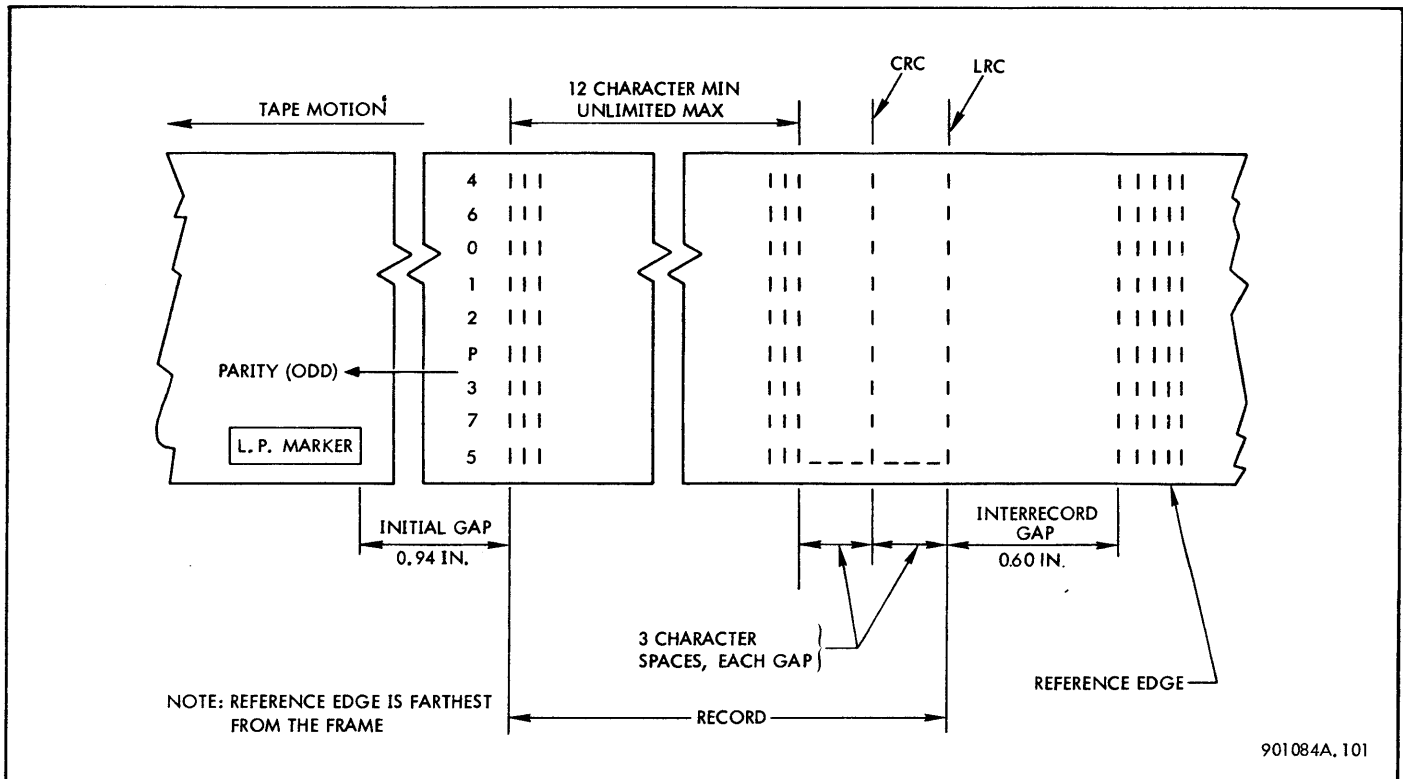 CRC
LRC
12 CHARACTER MIN
UNLIMITED MAX
TAPE MOTION
4
6
0
1
2
P
PARITY (ODD)
3
7
L. P. MARKER
5
INITIAL GAP
0.94 IN.
INTERRECORD
GAP
0.60 IN.
3 CHARACTER
SPACES, EACH GAP
REFERENCE EDGE
NOTE: REFERENCE EDGE IS FARTHEST
FROM THE FRAME
RECORD
901084A. 101